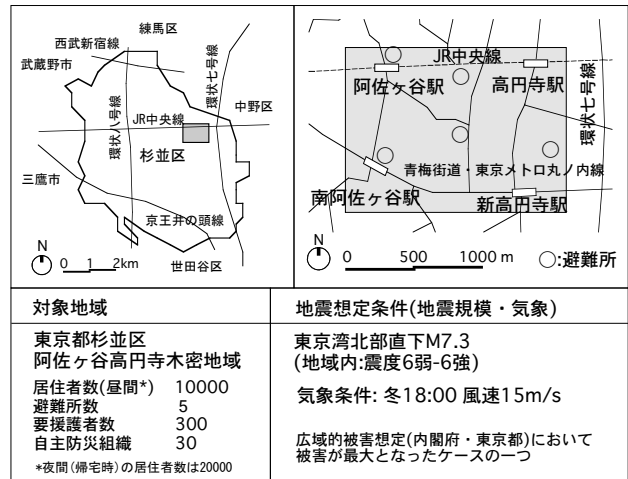 練馬区
西武新宿線
武蔵野市
環状七号線
環状八号線
中野区
JR中央線
杉並区
三鷹市
京王井の頭線
世田谷区
N
0 1 2km
JR中央線
阿佐ヶ谷駅
高円寺駅
環状七号線
青梅街道・東京メトロ丸ノ内線
南阿佐ヶ谷駅
新高円寺駅
N
0 500 1000 m
○:避難所
対象地域
東京都杉並区
阿佐ヶ谷高円寺木密地域
居住者数(昼間*) 10000
避難所数 5
要援護者数 300
自主防災組織 30
*夜間(帰宅時)の居住者数は20000
地震想定条件(地震規模・気象)
東京湾北部直下M7.3
(地域内:震度6弱-6強)
気象条件: 冬18:00 風速15m/s
広域的被害想定(内閣府・東京都)において
被害が最大となったケースの一つ